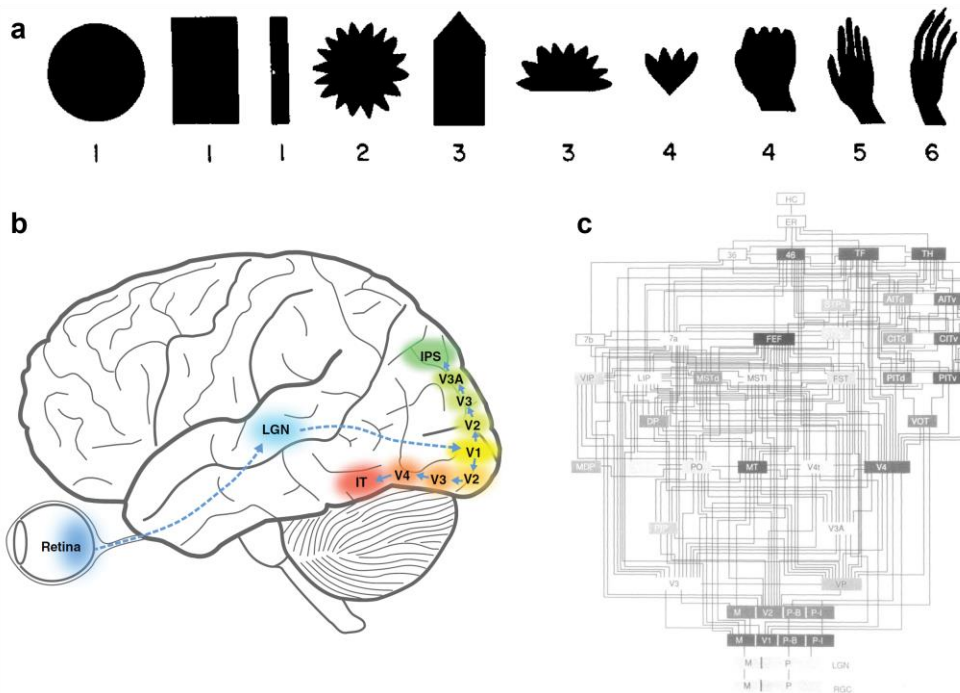 a
1 1 1 2 3 3 4 4 5 6
b
IPS
V3A
V3
V2
LGN
V1
IT V4 V3 V2
Retina
c
HC
ER
36 46 TF TH
AITd AITv
7b 7a FEF CITd CITv
VIP LIP MSTd MSTl FST PITd PITv
DP VOT
MDP PO MT V4t V4
V3A
V3 VP
M V2 P-B P-I
M V1 P-B P-I
M P LGN
M P RGC